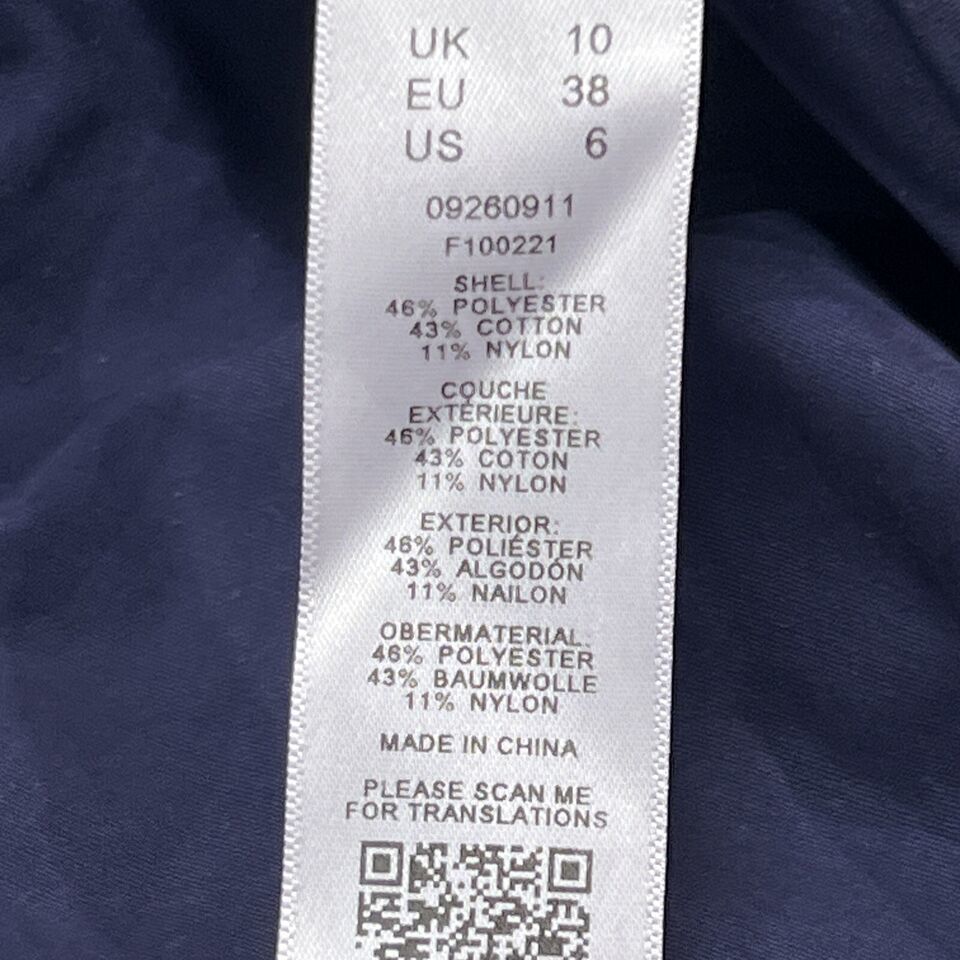 UK 10
EU 38
US 6
09260911
F100221
SHELL:
46% POLYESTER
43% COTTON
11% NYLON
COUCHE
EXTÉRIEURE:
46% POLYESTER
43% COTON
11% NYLON
EXTERIOR:
46% POLIÉSTER
43% ALGODÓN
11% NAILON
OBERMATERIAL:
46% POLYESTER
43% BAUMWOLLE
11% NYLON
MADE IN CHINA
PLEASE SCAN ME
FOR TRANSLATIONS